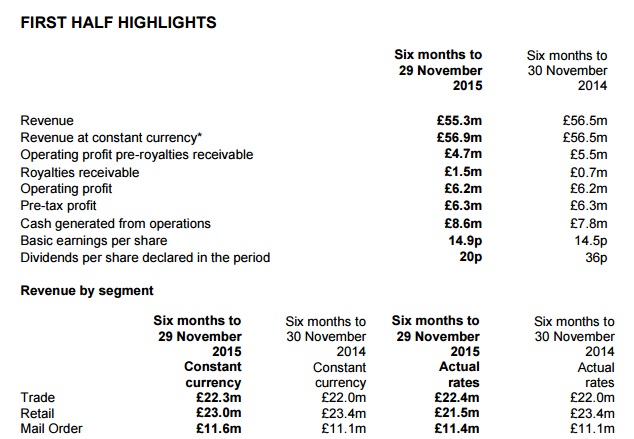 FIRST HALF HIGHLIGHTS
Six months to Six months to
29 November 30 November
2015 2014
Revenue £55.3m £56.5m
Revenue at constant currency* £56.9m £56.5m
Operating profit pre-royalties receivable £4.7m £5.5m
Royalties receivable £1.5m £0.7m
Operating profit £6.2m £6.2m
Pre-tax profit £6.3m £6.3m
Cash generated from operations £8.6m £7.8m
Basic earnings per share 14.9p 14.5p
Dividends per share declared in the period 20p 36p
Revenue by segment
Six months to Six months to Six months to Six months to
29 November 30 November 29 November 30 November
2015 2014 2015 2014
Constant Constant Actual Actual
currency currency rates rates
Trade £22.3m £22.0m £22.4m £22.0m
Retail £23.0m £23.4m £21.5m £23.4m
Mail Order £11.6m £11.1m £11.4m £11.1m